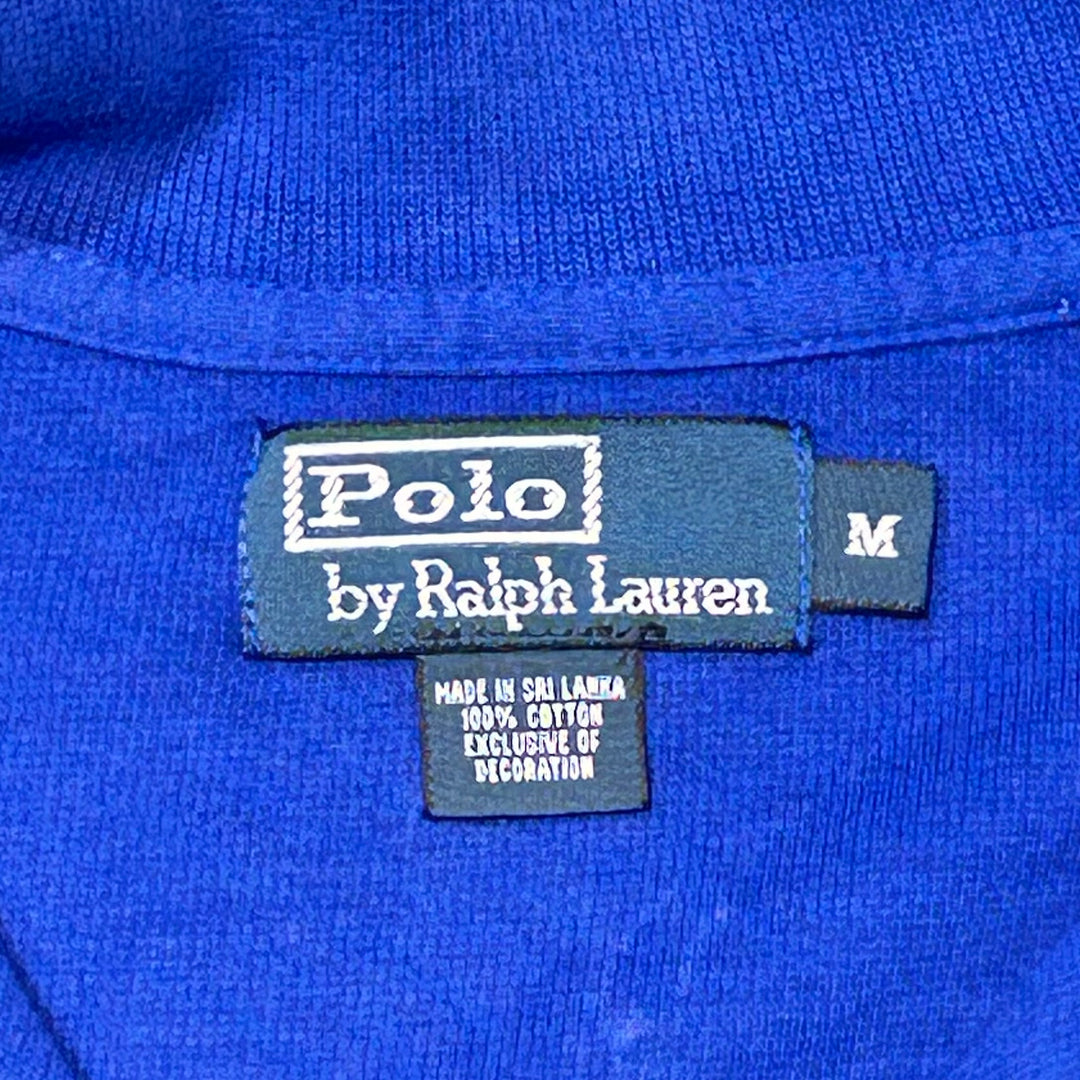 Polo
by Ralph Lauren
M
MADE IN SRI LANKA
100% COTTON
EXCLUSIVE OF
DECORATION